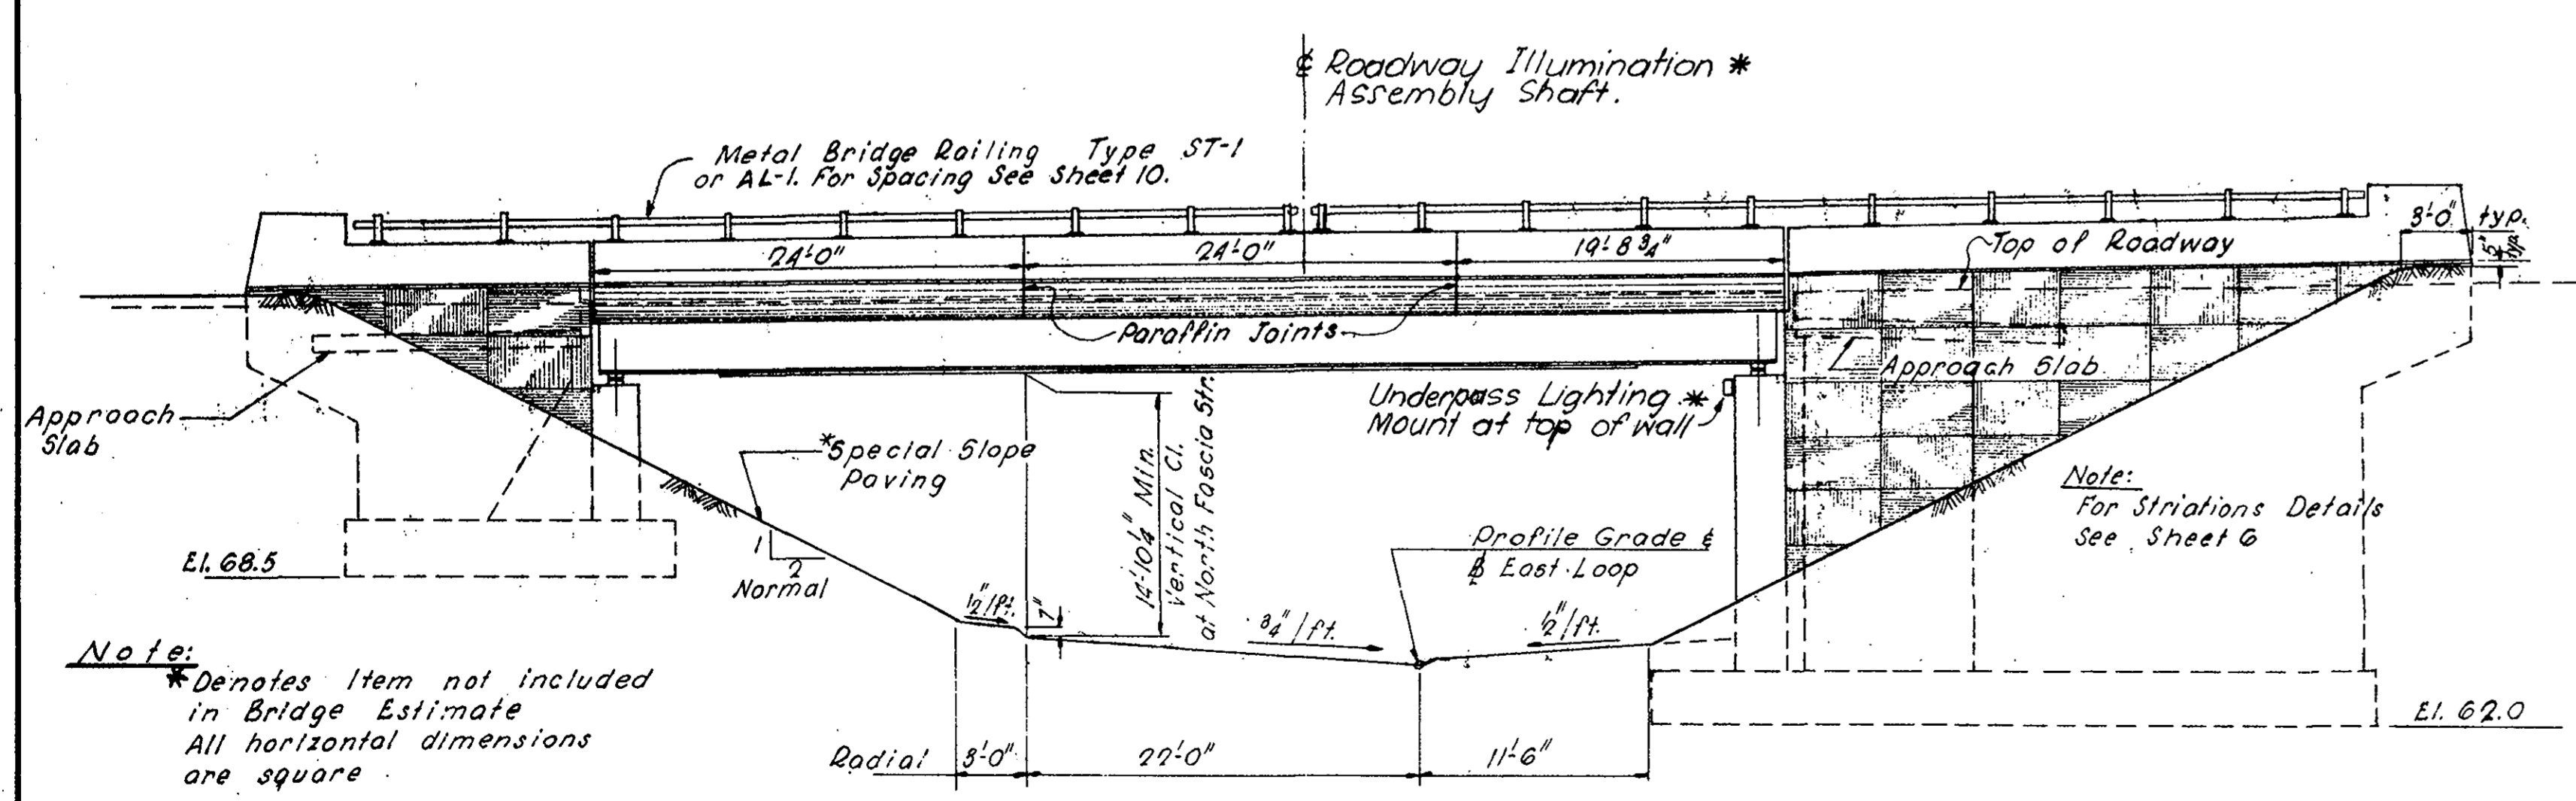 ℄ Roadway Illumination *
Assembly Shaft.
Metal Bridge Railing Type ST-1
or AL-1. For Spacing See Sheet 10.
24'-0"
24'-0"
19'-8 3/4"
3'-0" typ.
Top of Roadway
Paraffin Joints
Approach Slab
Approach
Slab
Underpass Lighting *
Mount at top of wall
*Special Slope
Paving
14'-10 1/4" Min.
Vertical Cl.
at North Fascia Str.
Note:
For Striations Details
See Sheet 6
Profile Grade &
East Loop
El. 68.5
1
2
Normal
1/2"/ft.
7"
3/4"/ft.
1/2"/ft.
Note:
*Denotes Item not included
in Bridge Estimate
All horizontal dimensions
are square
El. 62.0
Radial
3'-0"
22'-0"
11'-6"